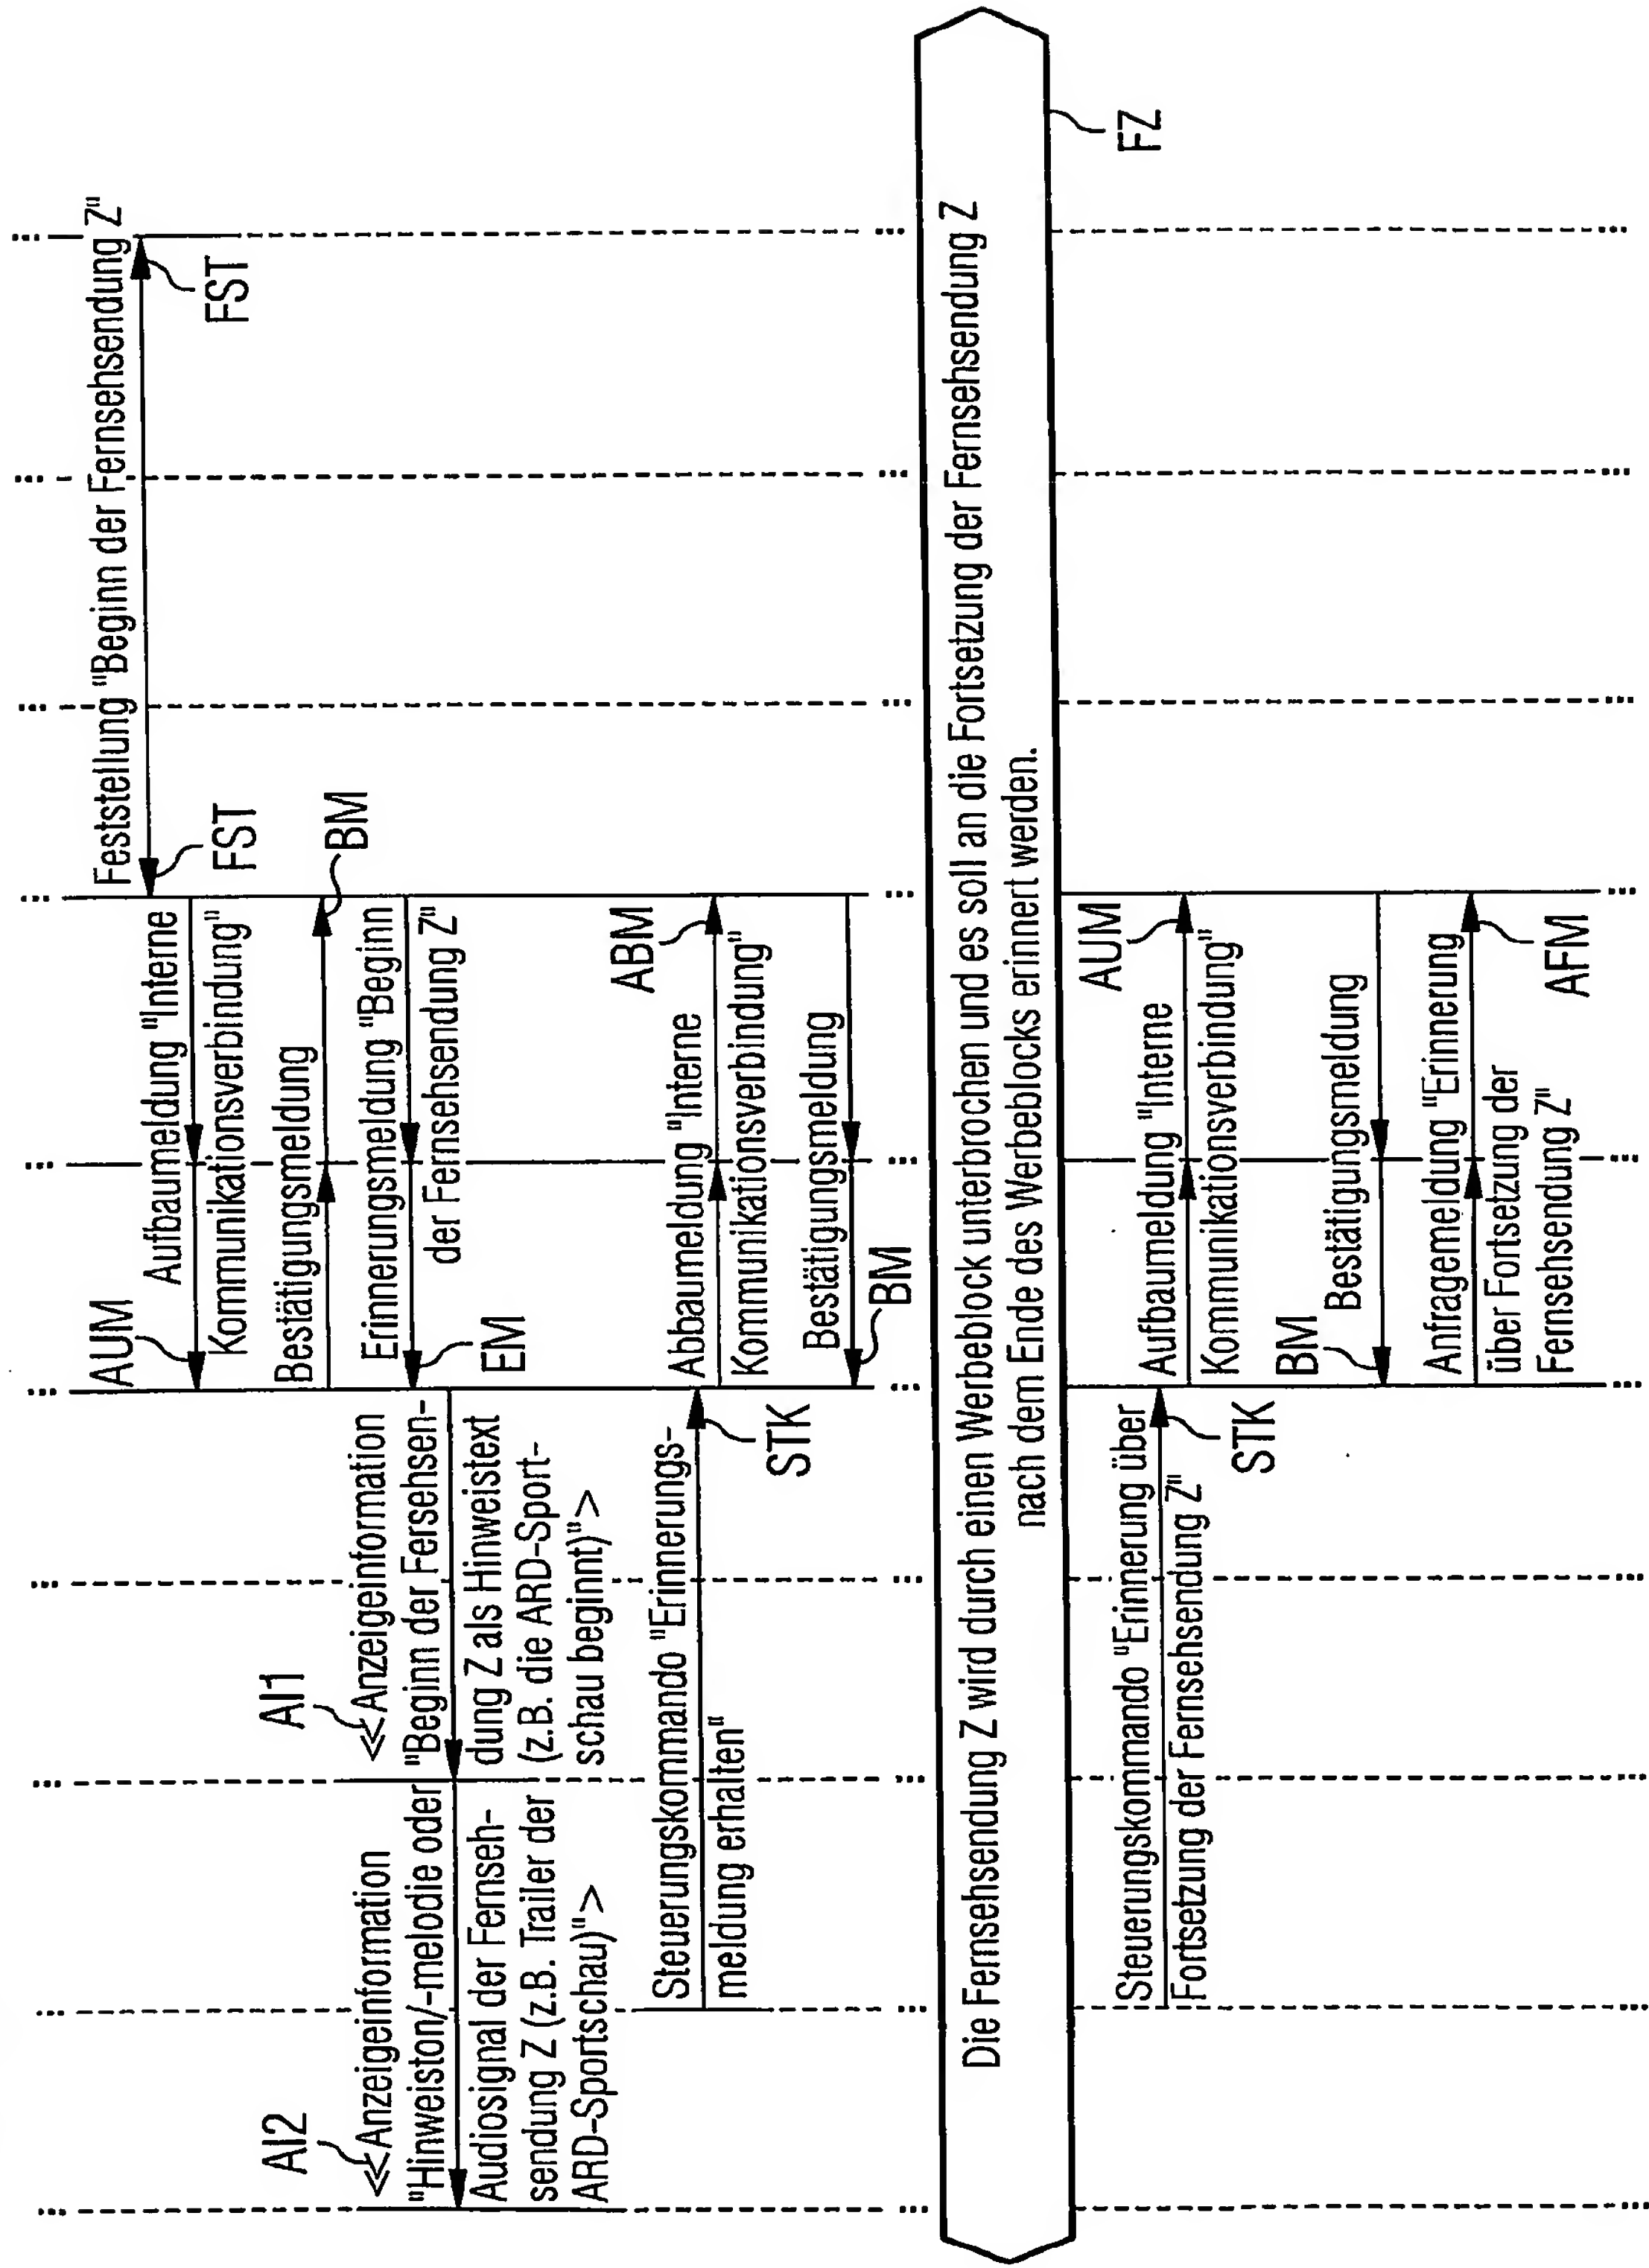 Feststellung "Beginn der Fernsehsendung Z"
FST
FST
AUM
Aufbaumeldung "Interne
Kommunikationsverbindung"
Bestätigungsmeldung
BM
Erinnerungsmeldung "Beginn
der Fernsehsendung Z"
EM
AI1
<Anzeigeinformation
"Beginn der Fersehsen-
dung Z als Hinweistext
(z.B. die ARD-Sport-
schau beginnt)">
AI2
<Anzeigeinformation
"Hinweiston/-melodie oder
Audiosignal der Fernseh-
sendung Z (z.B. Trailer der
ARD-Sportschau)">
Steuerungskommando "Erinnerungs-
meldung erhalten"
STK
Abbaumeldung "Interne
Kommunikationsverbindung"
ABM
Bestätigungsmeldung
BM
Die Fernsehsendung Z wird durch einen Werbeblock unterbrochen und es soll an die Fortsetzung der Fernsehsendung Z
nach dem Ende des Werbeblocks erinnert werden.
FZ
Steuerungskommando "Erinnerung über
Fortsetzung der Fernsehsendung Z"
STK
Aufbaumeldung "Interne
Kommunikationsverbindung"
AUM
Bestätigungsmeldung
BM
Anfragemeldung "Erinnerung
über Fortsetzung der
Fernsehsendung Z"
AFM